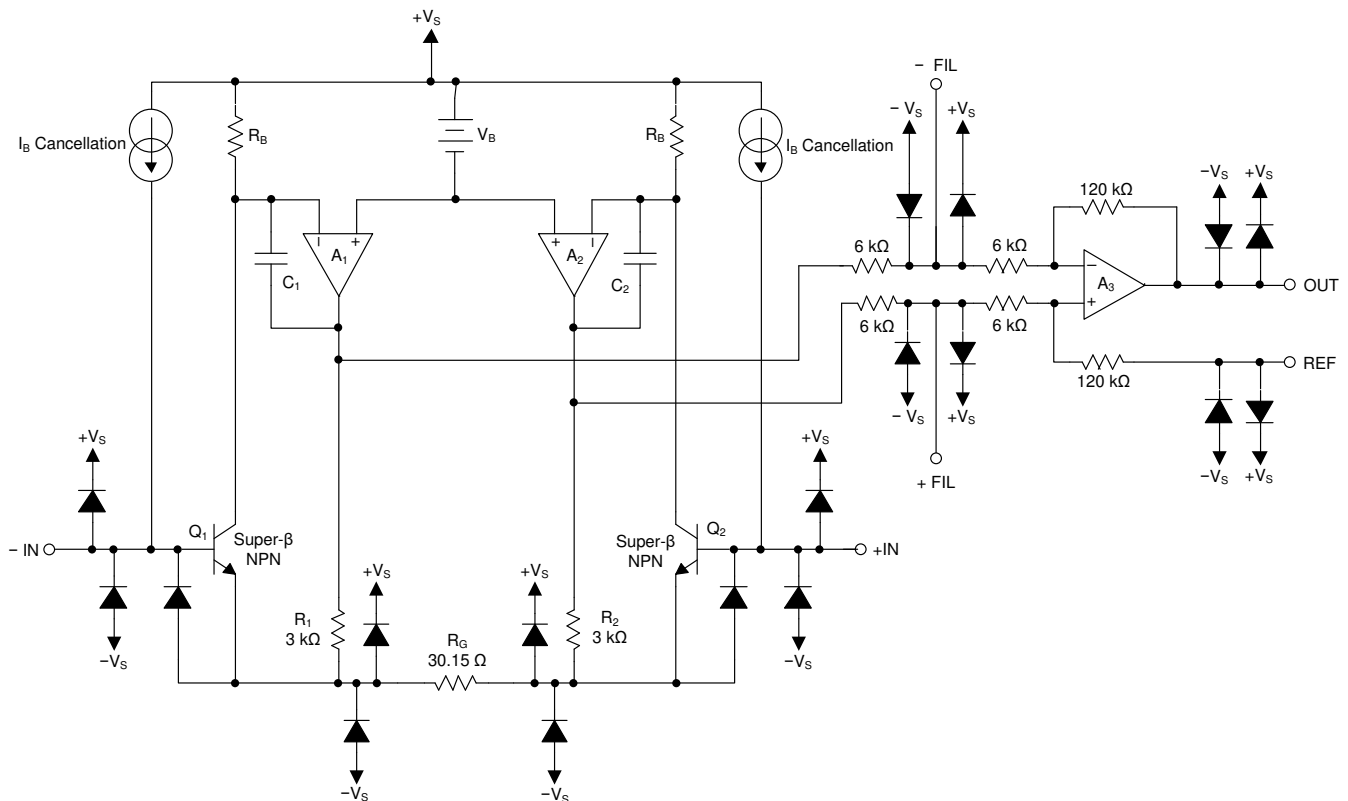 +VS
− FIL
− VS
+VS
IB Cancellation
RB
VB
RB
IB Cancellation
120 kΩ
−VS
+VS
− +
A1
+ −
A2
C1
C2
6 kΩ
6 kΩ
−
A3
+
OUT
6 kΩ
6 kΩ
120 kΩ
REF
− VS
+VS
−VS
+VS
+ FIL
+VS
+VS
Q1
Super-β
NPN
Q2
Super-β
NPN
− IN
+IN
+VS
+VS
R1
3 kΩ
R2
3 kΩ
RG
30.15 Ω
−VS
−VS
−VS
−VS